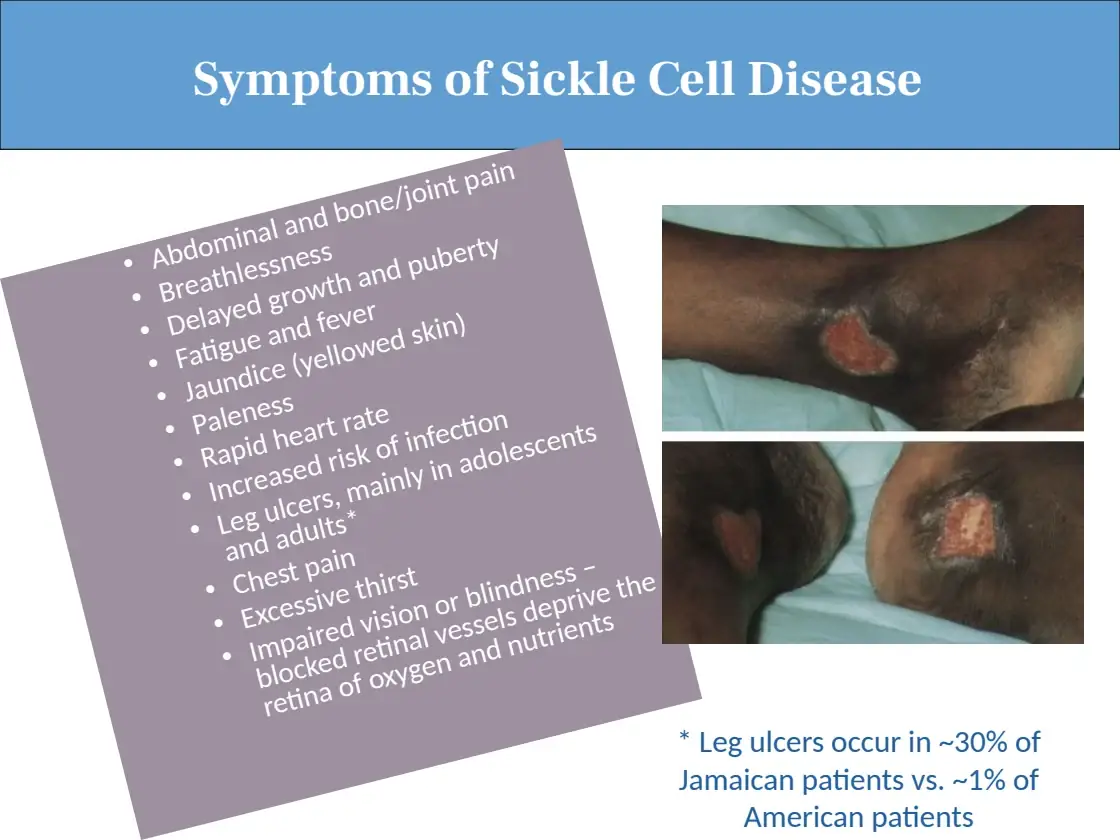 Symptoms of Sickle Cell Disease
• Abdominal and bone/joint pain
• Breathlessness
• Delayed growth and puberty
• Fatigue and fever
• Jaundice (yellowed skin)
• Paleness
• Rapid heart rate
• Increased risk of infection
• Leg ulcers, mainly in adolescents
and adults*
• Chest pain
• Excessive thirst
• Impaired vision or blindness –
blocked retinal vessels deprive the
retina of oxygen and nutrients
* Leg ulcers occur in ~30% of
Jamaican patients vs. ~1% of
American patients